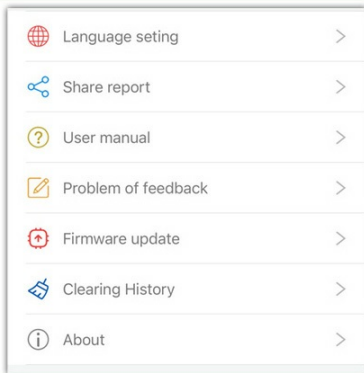 Language seting
Share report
User manual
Problem of feedback
Firmware update
Clearing History
About